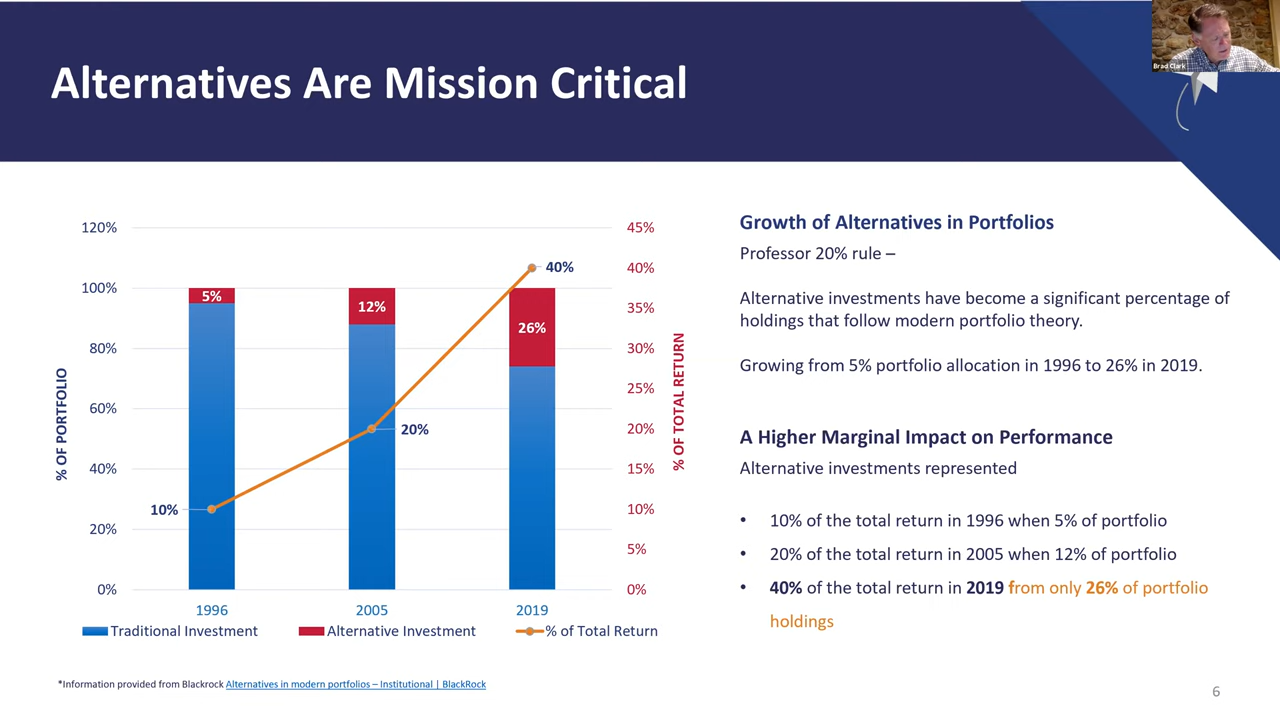 Alternatives Are Mission Critical
Brad Clark
120%
100%
80%
60%
40%
20%
0%
% OF PORTFOLIO
5%
12%
26%
10%
20%
40%
45%
40%
35%
30%
25%
20%
15%
10%
5%
0%
% OF TOTAL RETURN
1996 2005 2019
Traditional Investment Alternative Investment % of Total Return
Growth of Alternatives in Portfolios
Professor 20% rule –
Alternative investments have become a significant percentage of
holdings that follow modern portfolio theory.
Growing from 5% portfolio allocation in 1996 to 26% in 2019.
A Higher Marginal Impact on Performance
Alternative investments represented
• 10% of the total return in 1996 when 5% of portfolio
• 20% of the total return in 2005 when 12% of portfolio
• 40% of the total return in 2019 from only 26% of portfolio
holdings
*Information provided from Blackrock Alternatives in modern portfolios – Institutional | BlackRock
6